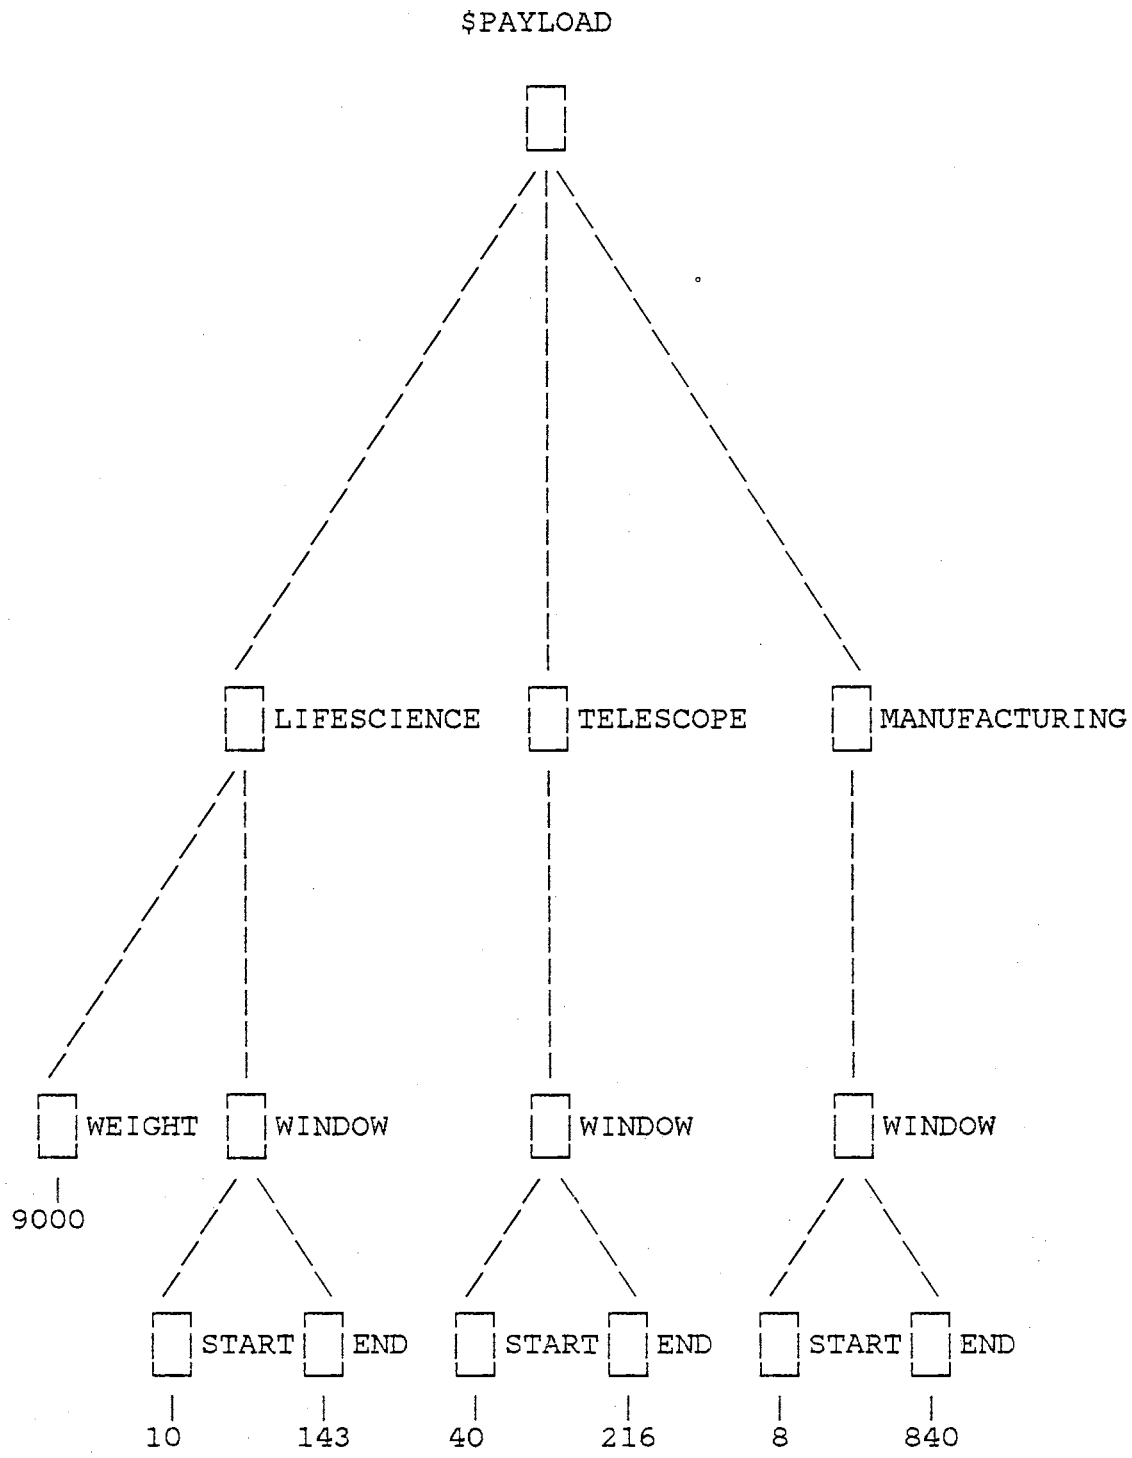 $PAYLOAD
LIFESCIENCE TELESCOPE MANUFACTURING
WEIGHT WINDOW WINDOW WINDOW
9000
START END START END START END
10 143 40 216 8 840